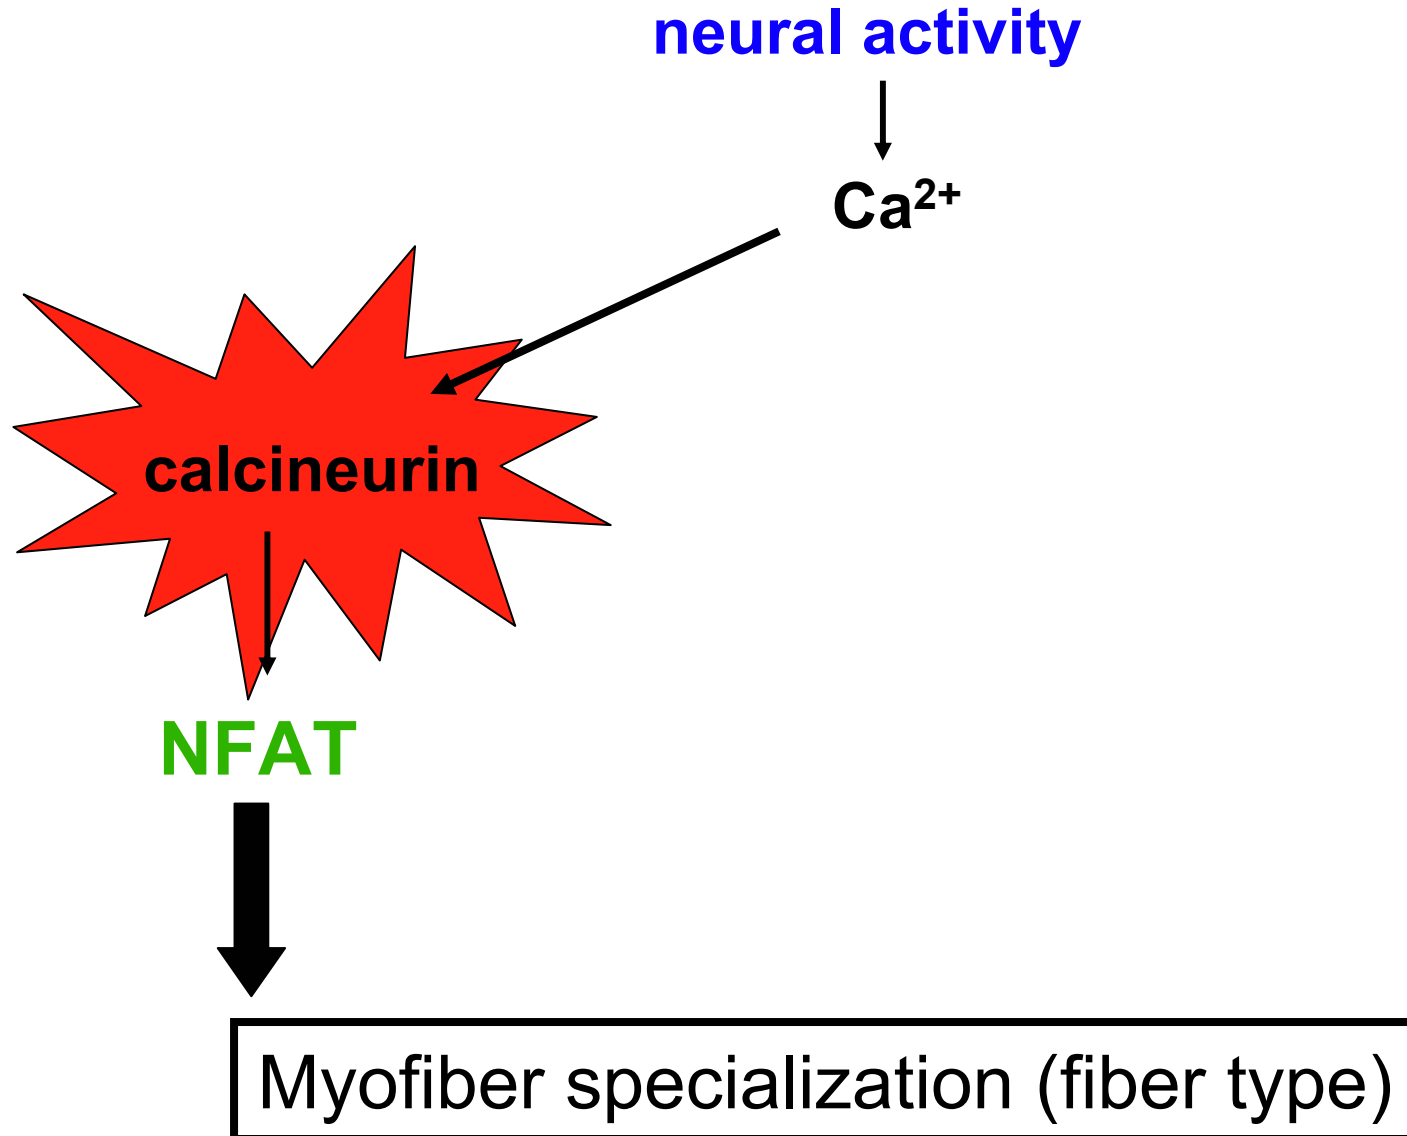 neural activity
Ca²⁺
calcineurin
NFAT
Myofiber specialization (fiber type)